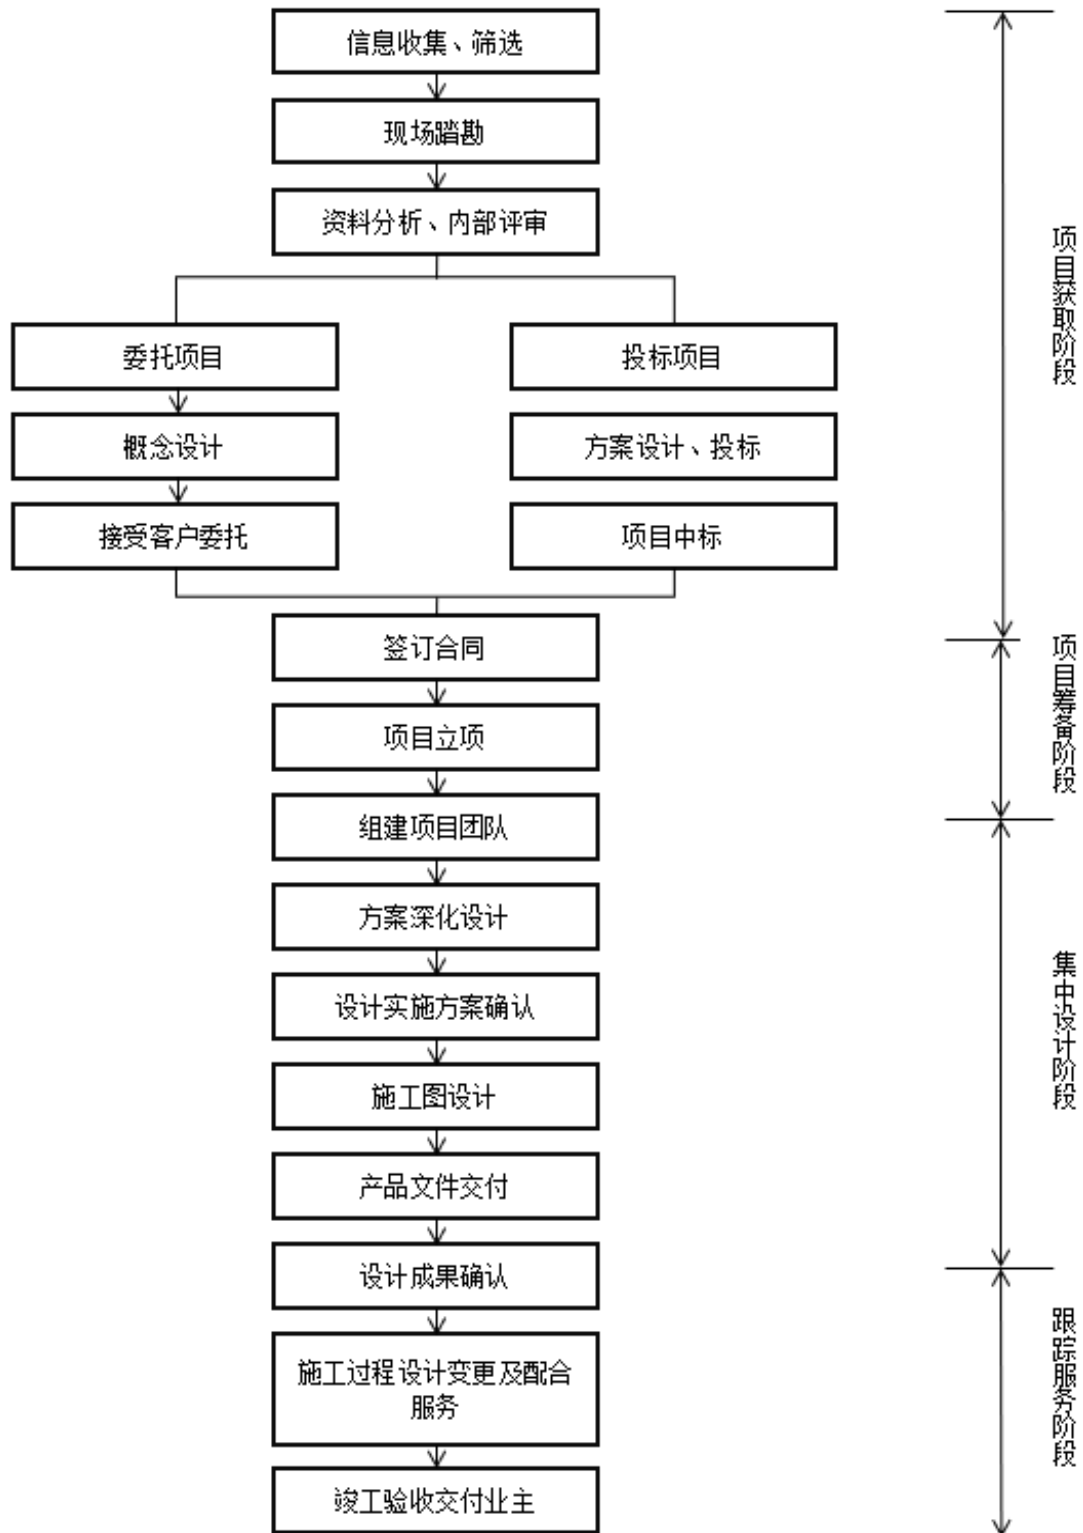 信息收集、筛选
现场踏勘
资料分析、内部评审
委托项目
投标项目
概念设计
方案设计、投标
接受客户委托
项目中标
签订合同
项目立项
组建项目团队
方案深化设计
设计实施方案确认
施工图设计
产品文件交付
设计成果确认
施工过程设计变更及配合
服务
竣工验收交付业主
项目获取阶段
项目筹备阶段
集中设计阶段
跟踪服务阶段